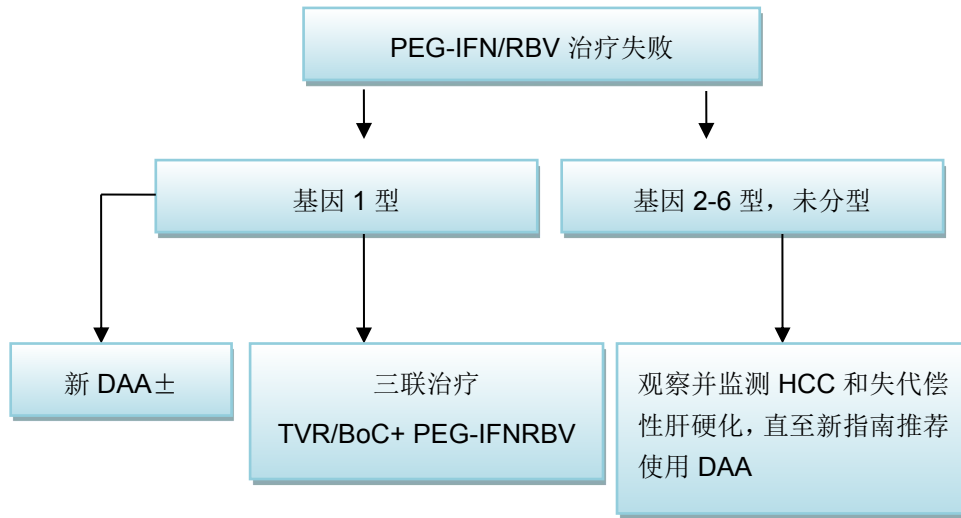 PEG-IFN/RBV 治疗失败
基因 1 型
基因 2-6 型，未分型
新 DAA±
三联治疗
TVR/BoC+ PEG-IFNRBV
观察并监测 HCC 和失代偿
性肝硬化，直至新指南推荐
使用 DAA